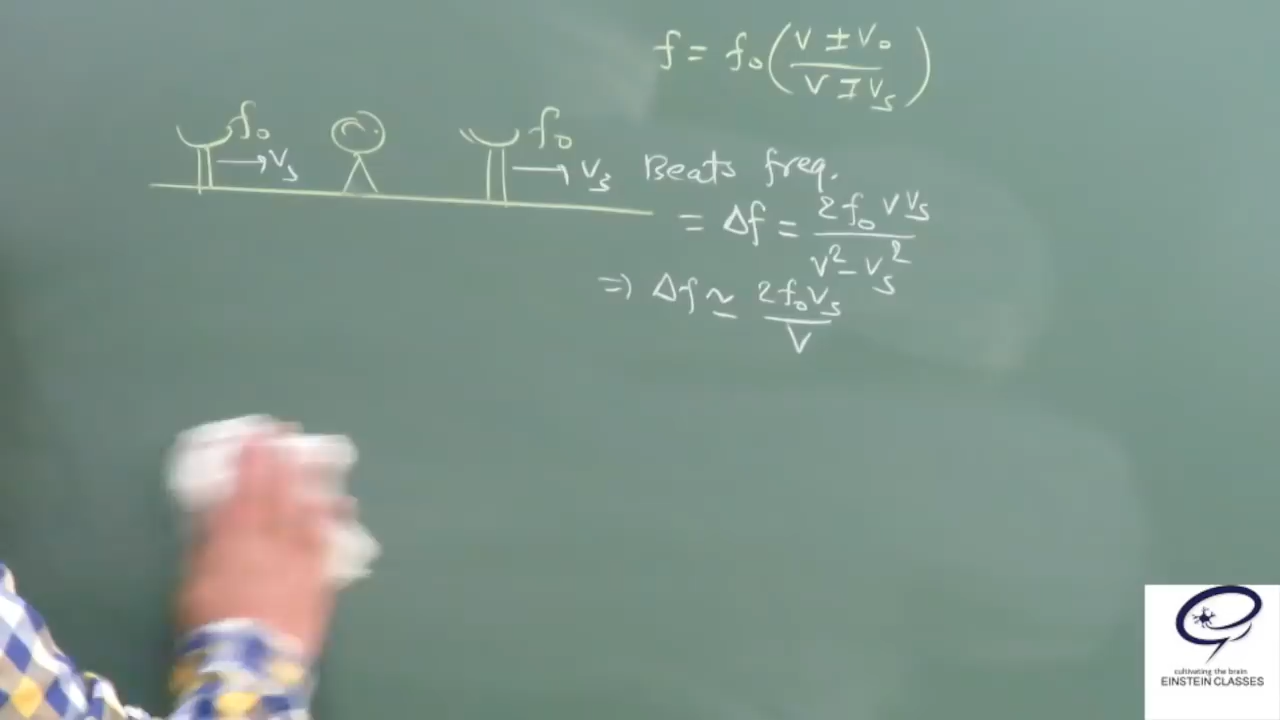 f = f₀ (V ± V₀ / V ∓ Vₛ)
f₀ → Vₛ
f₀ → Vₛ
Beats freq.
= Δf = 2f₀VVₛ / V² − Vₛ²
⇒ Δf ≃ 2f₀Vₛ / V
cultivating the brain
EINSTEIN CLASSES